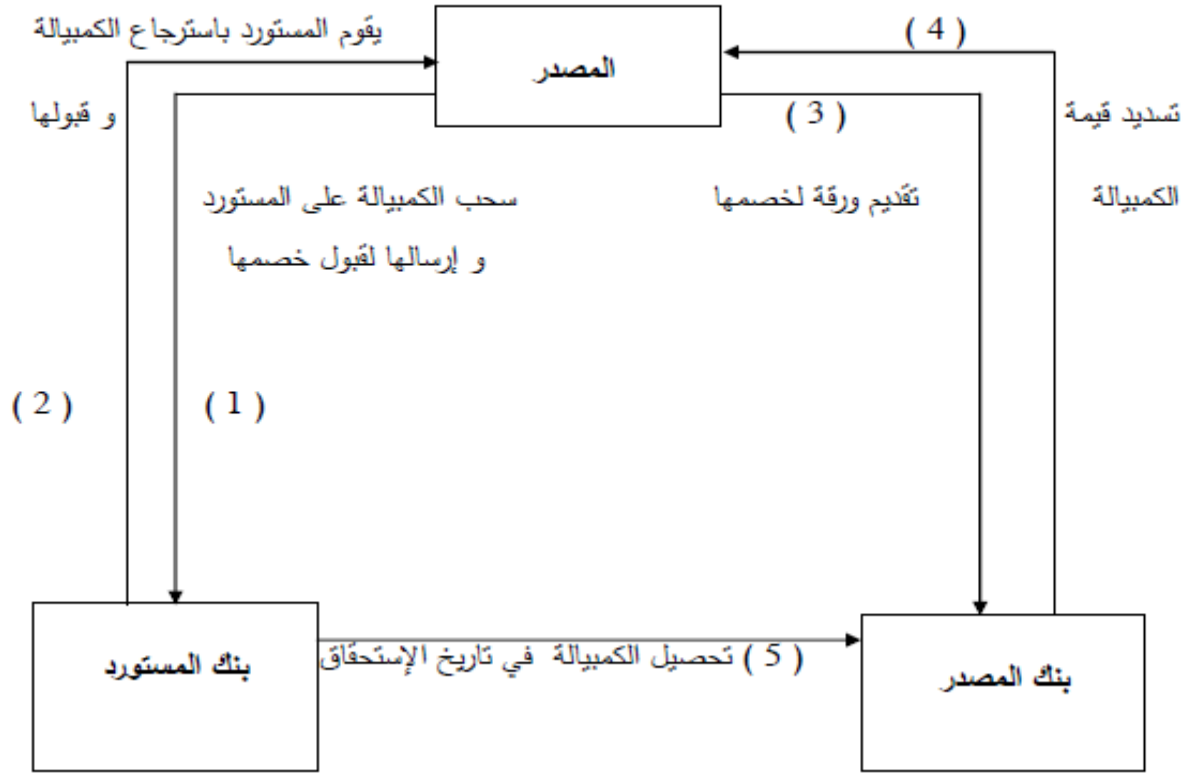 يقوم المستورد باسترجاع الكمبيالة
و قبولها
المصدر
( 4 )
( 3 )
تسديد قيمة
الكمبيالة
سحب الكمبيالة على المستورد
و إرسالها لقبول خصمها
تقديم ورقة لخصمها
( 2 )
( 1 )
بنك المستورد
( 5 ) تحصيل الكمبيالة في تاريخ الإستحقاق
بنك المصدر